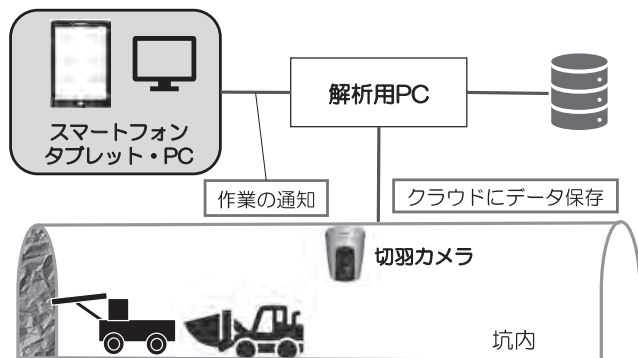 スマートフォン
タブレット・PC
解析用PC
作業の通知
クラウドにデータ保存
切羽カメラ
坑内